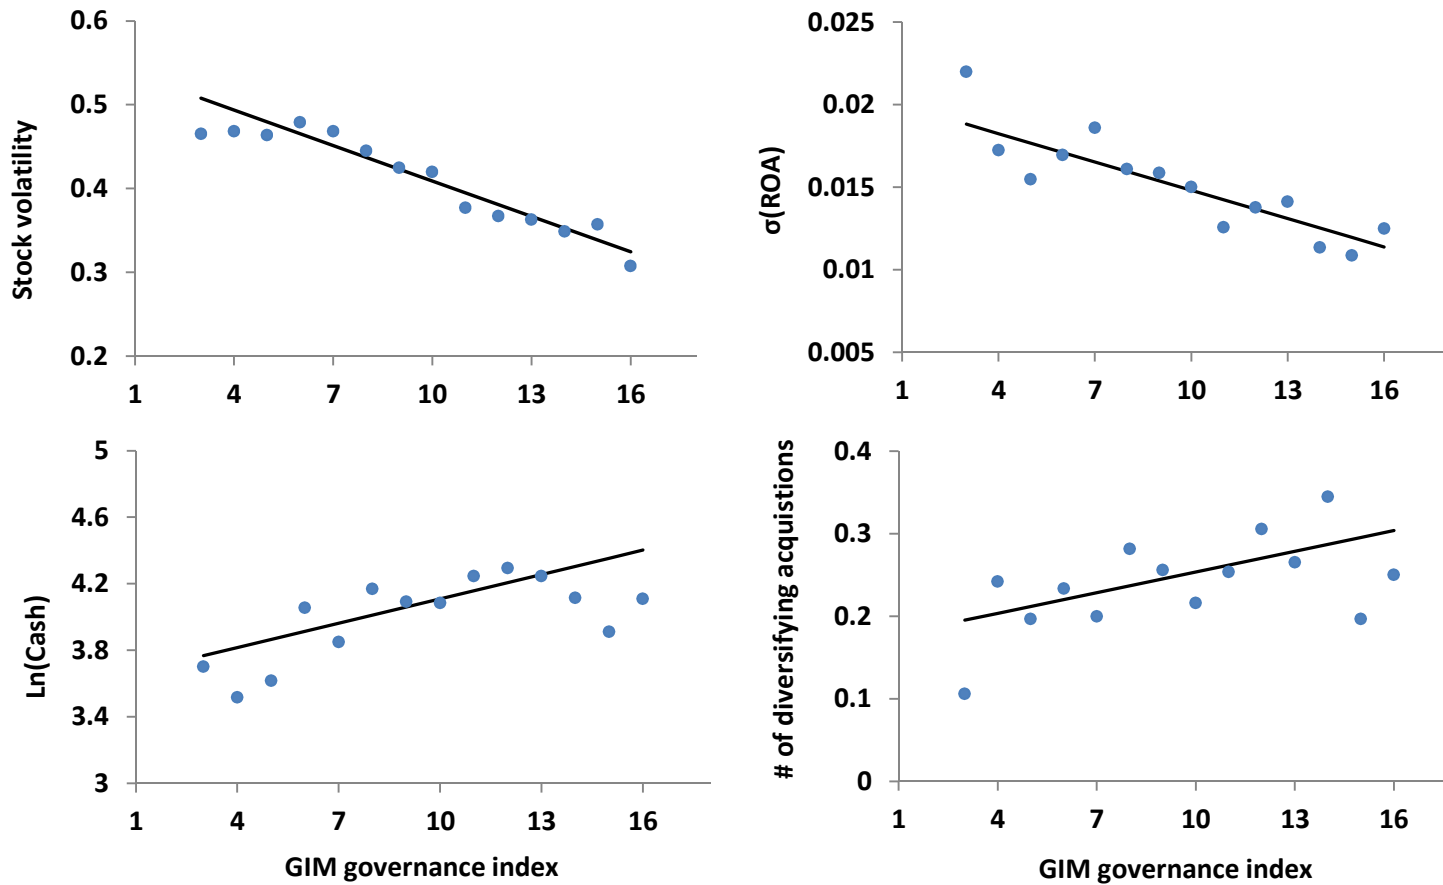 Stock volatility
0.6
0.5
0.4
0.3
0.2
1 4 7 10 13 16
σ(ROA)
0.025
0.02
0.015
0.01
0.005
1 4 7 10 13 16
Ln(Cash)
5
4.6
4.2
3.8
3.4
3
1 4 7 10 13 16
GIM governance index
# of diversifying acquistions
0.4
0.3
0.2
0.1
0
1 4 7 10 13 16
GIM governance index